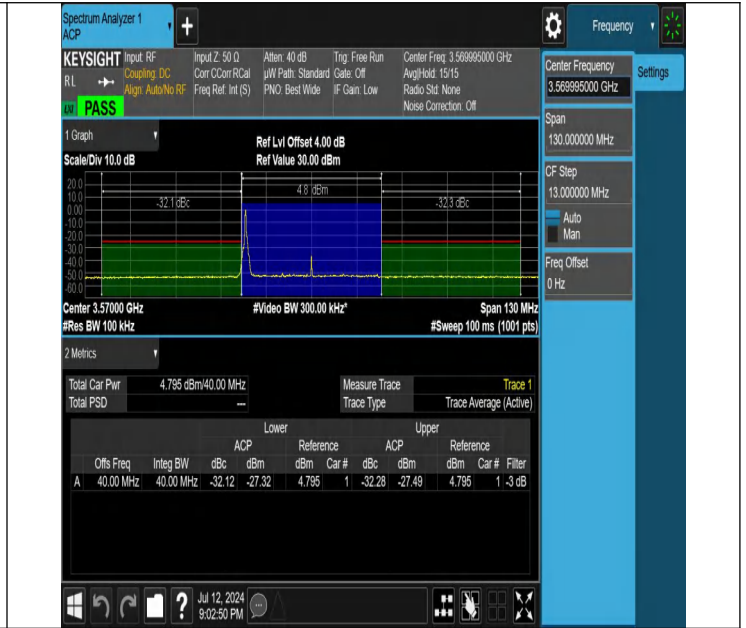 Spectrum Analyzer 1
ACP
Frequency
KEYSIGHT
RL
PASS
Input: RF
Coupling: DC
Align: Auto/No RF
Input Z: 50 Ω
Corr CCorr RCal
Freq Ref: Int (S)
Atten: 40 dB
µW Path: Standard
PNO: Best Wide
Trig: Free Run
Gate: Off
IF Gain: Low
Center Freq: 3.569995000 GHz
Avg|Hold: 15/15
Radio Std: None
Noise Correction: Off
Center Frequency
3.569995000 GHz
Settings
Span
130.000000 MHz
CF Step
13.000000 MHz
Auto
Man
Freq Offset
0 Hz
1 Graph
Scale/Div 10.0 dB
Ref Lvl Offset 4.00 dB
Ref Value 30.00 dBm
20.0
10.0
0.00
-10.0
-20.0
-30.0
-40.0
-50.0
-60.0
-32.1 dBc
4.8 dBm
-32.3 dBc
Center 3.57000 GHz #Video BW 300.00 kHz* Span 130 MHz
#Res BW 100 kHz #Sweep 100 ms (1001 pts)
2 Metrics
Total Car Pwr 4.795 dBm/40.00 MHz Measure Trace Trace 1
Total PSD --- Trace Type Trace Average (Active)
Lower Upper
ACP Reference ACP Reference
Offs Freq Integ BW dBc dBm dBm Car # dBc dBm dBm Car # Filter
A 40.00 MHz 40.00 MHz -32.12 -27.32 4.795 1 -32.28 -27.49 4.795 1 -3 dB
Jul 12, 2024
9:02:50 PM